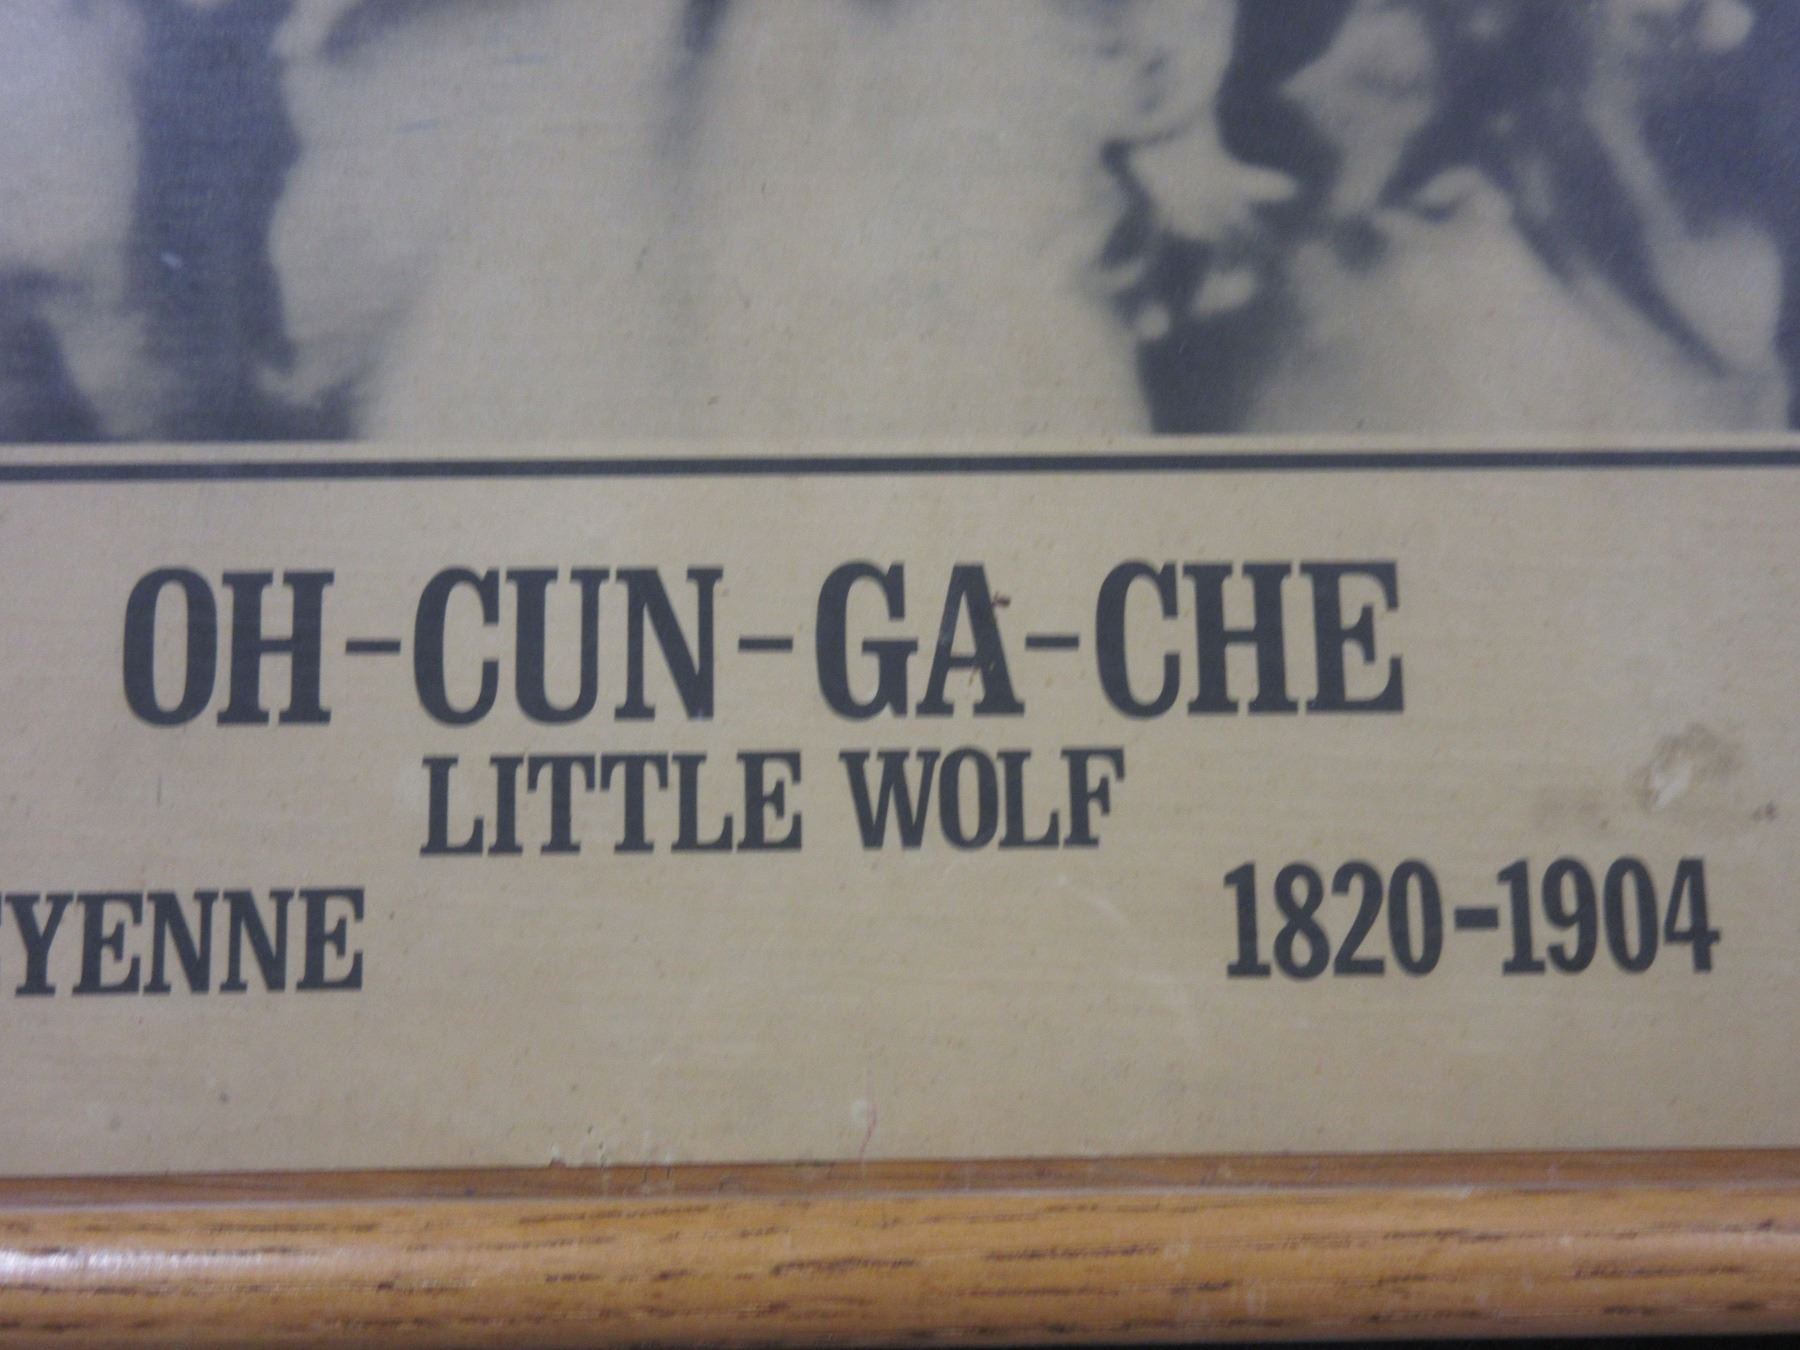 OH-CUN-GA-CHE
LITTLE WOLF
YENNE 1820-1904